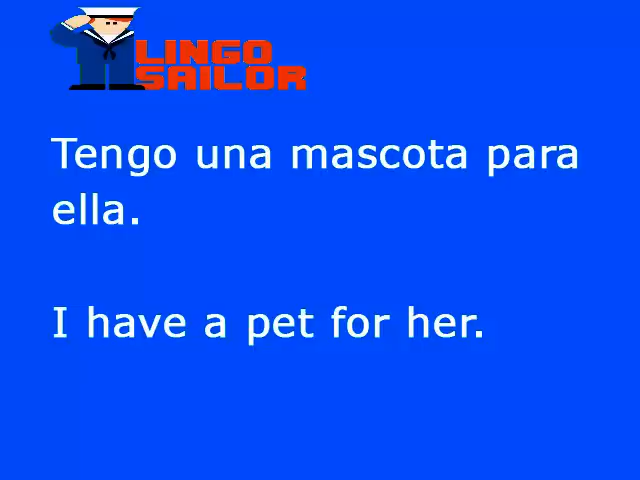 LINGO
SAILOR
Tengo una mascota para
ella.
I have a pet for her.